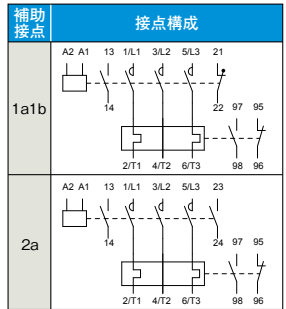 補助
接点
接点構成
1a1b
A2 A1 13 1/L1 3/L2 5/L3 21
14 22 97 95
2/T1 4/T2 6/T3 98 96
2a
A2 A1 13 1/L1 3/L2 5/L3 23
14 24 97 95
2/T1 4/T2 6/T3 98 96